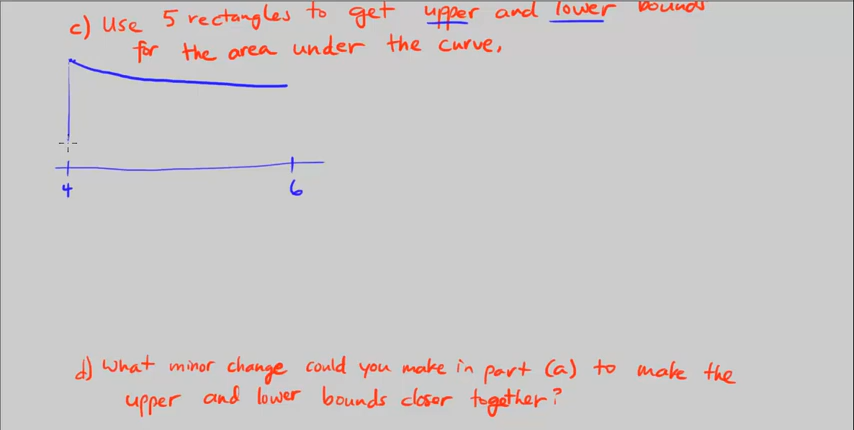 c) Use 5 rectangles to get upper and lower bounds
for the area under the curve.
4 6
d) What minor change could you make in part (a) to make the
upper and lower bounds closer together?